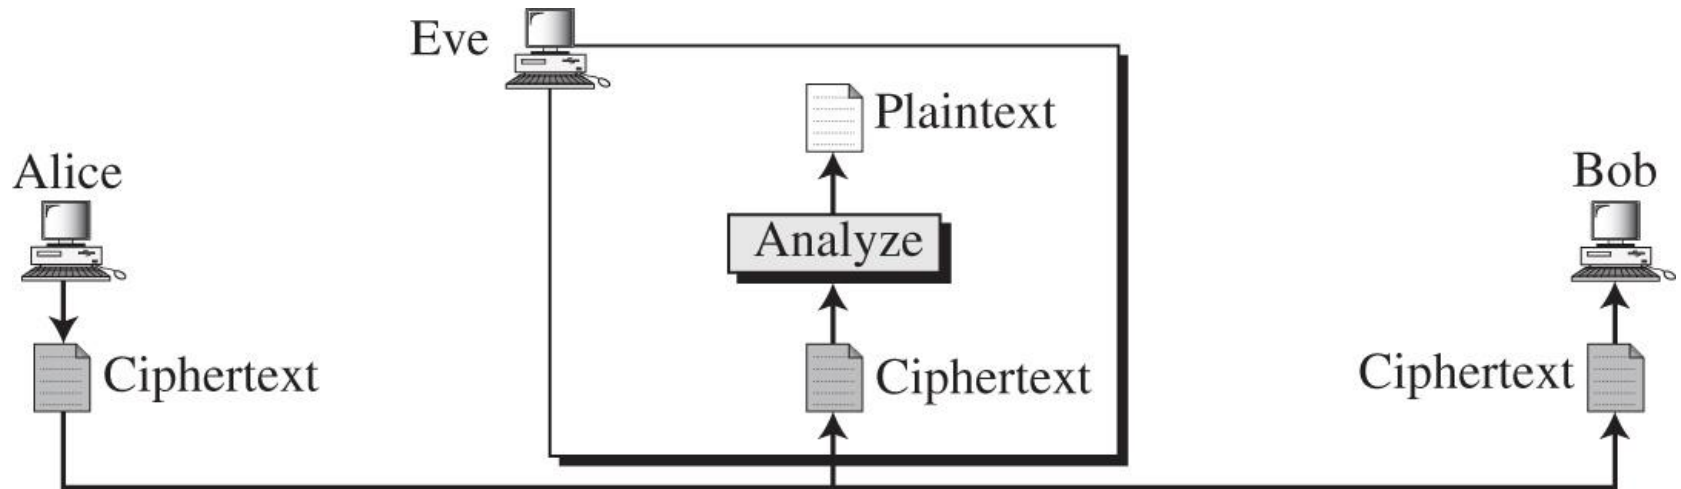 Eve
Plaintext
Alice
Bob
Analyze
Ciphertext
Ciphertext
Ciphertext